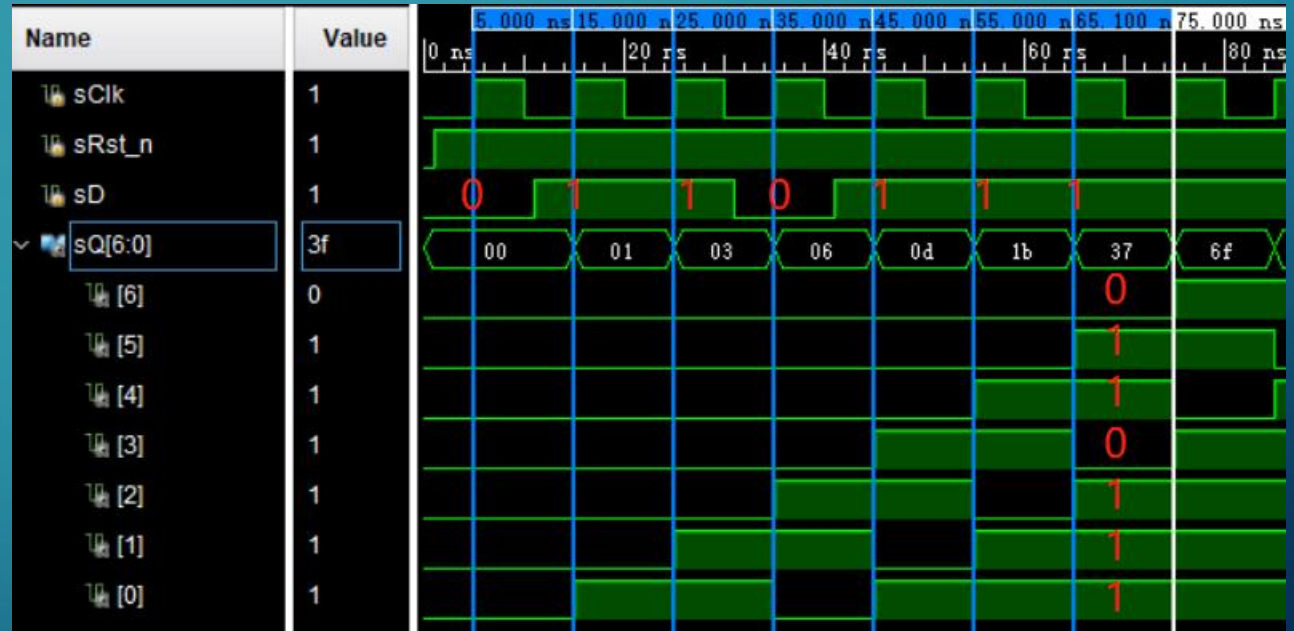 5.000 ns 15.000 n 25.000 n 35.000 n 45.000 n 55.000 n 65.100 n 75.000 ns
Name Value 0 ns 20 ns 40 ns 60 ns 80 ns
sClk 1
sRst_n 1
sD 1 0 1 1 0 1 1 1
sQ[6:0] 3f 00 01 03 06 0d 1b 37 6f
[6] 0 0
[5] 1 1
[4] 1 1
[3] 1 0
[2] 1 1
[1] 1 1
[0] 1 1